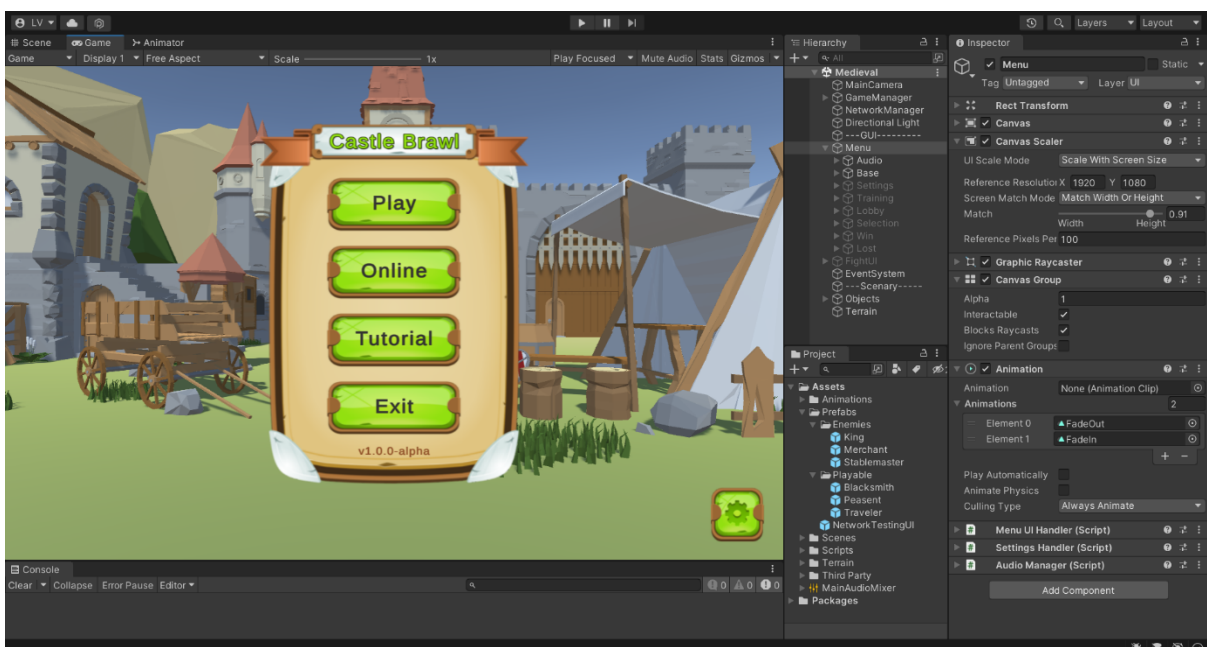 LV
Layers Layout
Scene Game Animator
Game Display 1 Free Aspect Scale 1x Play Focused Mute Audio Stats Gizmos
Castle Brawl
Play
Online
Tutorial
Exit
v1.0.0-alpha
Console
Clear Collapse Error Pause Editor 0 0 0
Hierarchy
All
Medieval
MainCamera
GameManager
NetworkManager
Directional Light
---GUI---------
Menu
Audio
Base
Settings
Training
Lobby
Selection
Win
Lost
FightUI
EventSystem
---Scenary-----
Objects
Terrain
Project
Assets
Animations
Prefabs
Enemies
King
Merchant
Stablemaster
Playable
Blacksmith
Peasent
Traveler
NetworkTestingUI
Scenes
Scripts
Terrain
Third Party
MainAudioMixer
Packages
Inspector
Menu Static
Tag Untagged Layer UI
Rect Transform
Canvas
Canvas Scaler
UI Scale Mode Scale With Screen Size
Reference Resolution X 1920 Y 1080
Screen Match Mode Match Width Or Height
Match 0.91
Width Height
Reference Pixels Per 100
Graphic Raycaster
Canvas Group
Alpha 1
Interactable
Blocks Raycasts
Ignore Parent Groups
Animation
Animation None (Animation Clip)
Animations 2
Element 0 FadeOut
Element 1 FadeIn
+ -
Play Automatically
Animate Physics
Culling Type Always Animate
# Menu UI Handler (Script)
# Settings Handler (Script)
# Audio Manager (Script)
Add Component